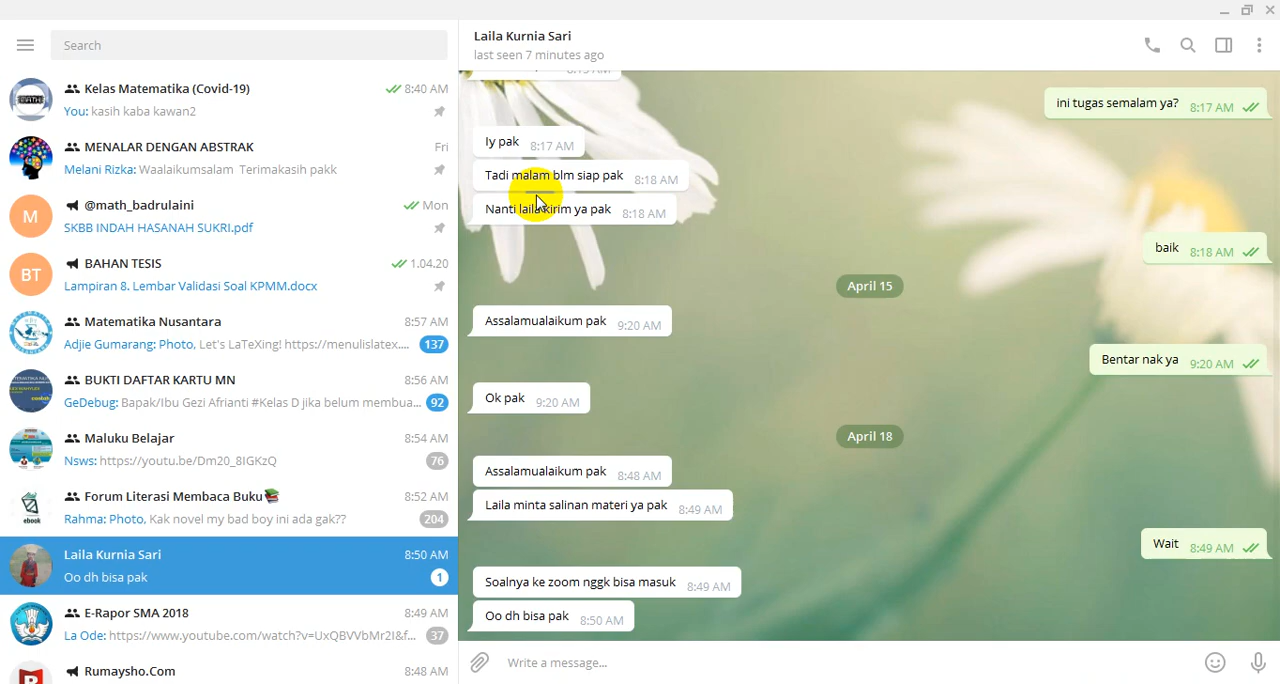 Search
Kelas Matematika (Covid-19) 8:40 AM
You: kasih kaba kawan2
MENALAR DENGAN ABSTRAK Fri
Melani Rizka: Waalaikumsalam Terimakasih pakk
M
@math_badrulaini Mon
SKBB INDAH HASANAH SUKRI.pdf
BT
BAHAN TESIS 1.04.20
Lampiran 8. Lembar Validasi Soal KPMM.docx
Matematika Nusantara 8:57 AM
Adjie Gumarang: Photo, Let's LaTeXing! https://menulislatex.... 137
BUKTI DAFTAR KARTU MN 8:56 AM
GeDebug: Bapak/Ibu Gezi Afrianti #Kelas D jika belum membua... 92
Maluku Belajar 8:54 AM
Nsws: https://youtu.be/Dm20_8IGKzQ 76
ebook
Forum Literasi Membaca Buku📚 8:52 AM
Rahma: Photo, Kak novel my bad boy ini ada gak?? 204
Laila Kurnia Sari 8:50 AM
Oo dh bisa pak 1
E-Rapor SMA 2018 8:49 AM
La Ode: https://www.youtube.com/watch?v=UxQBVVbMr2I&f... 37
Rumaysho.Com 8:48 AM
Laila Kurnia Sari
last seen 7 minutes ago
ini tugas semalam ya? 8:17 AM
Iy pak 8:17 AM
Tadi malam blm siap pak 8:18 AM
Nanti laila kirim ya pak 8:18 AM
baik 8:18 AM
April 15
Assalamualaikum pak 9:20 AM
Bentar nak ya 9:20 AM
Ok pak 9:20 AM
April 18
Assalamualaikum pak 8:48 AM
Laila minta salinan materi ya pak 8:49 AM
Wait 8:49 AM
Soalnya ke zoom nggk bisa masuk 8:49 AM
Oo dh bisa pak 8:50 AM
Write a message...